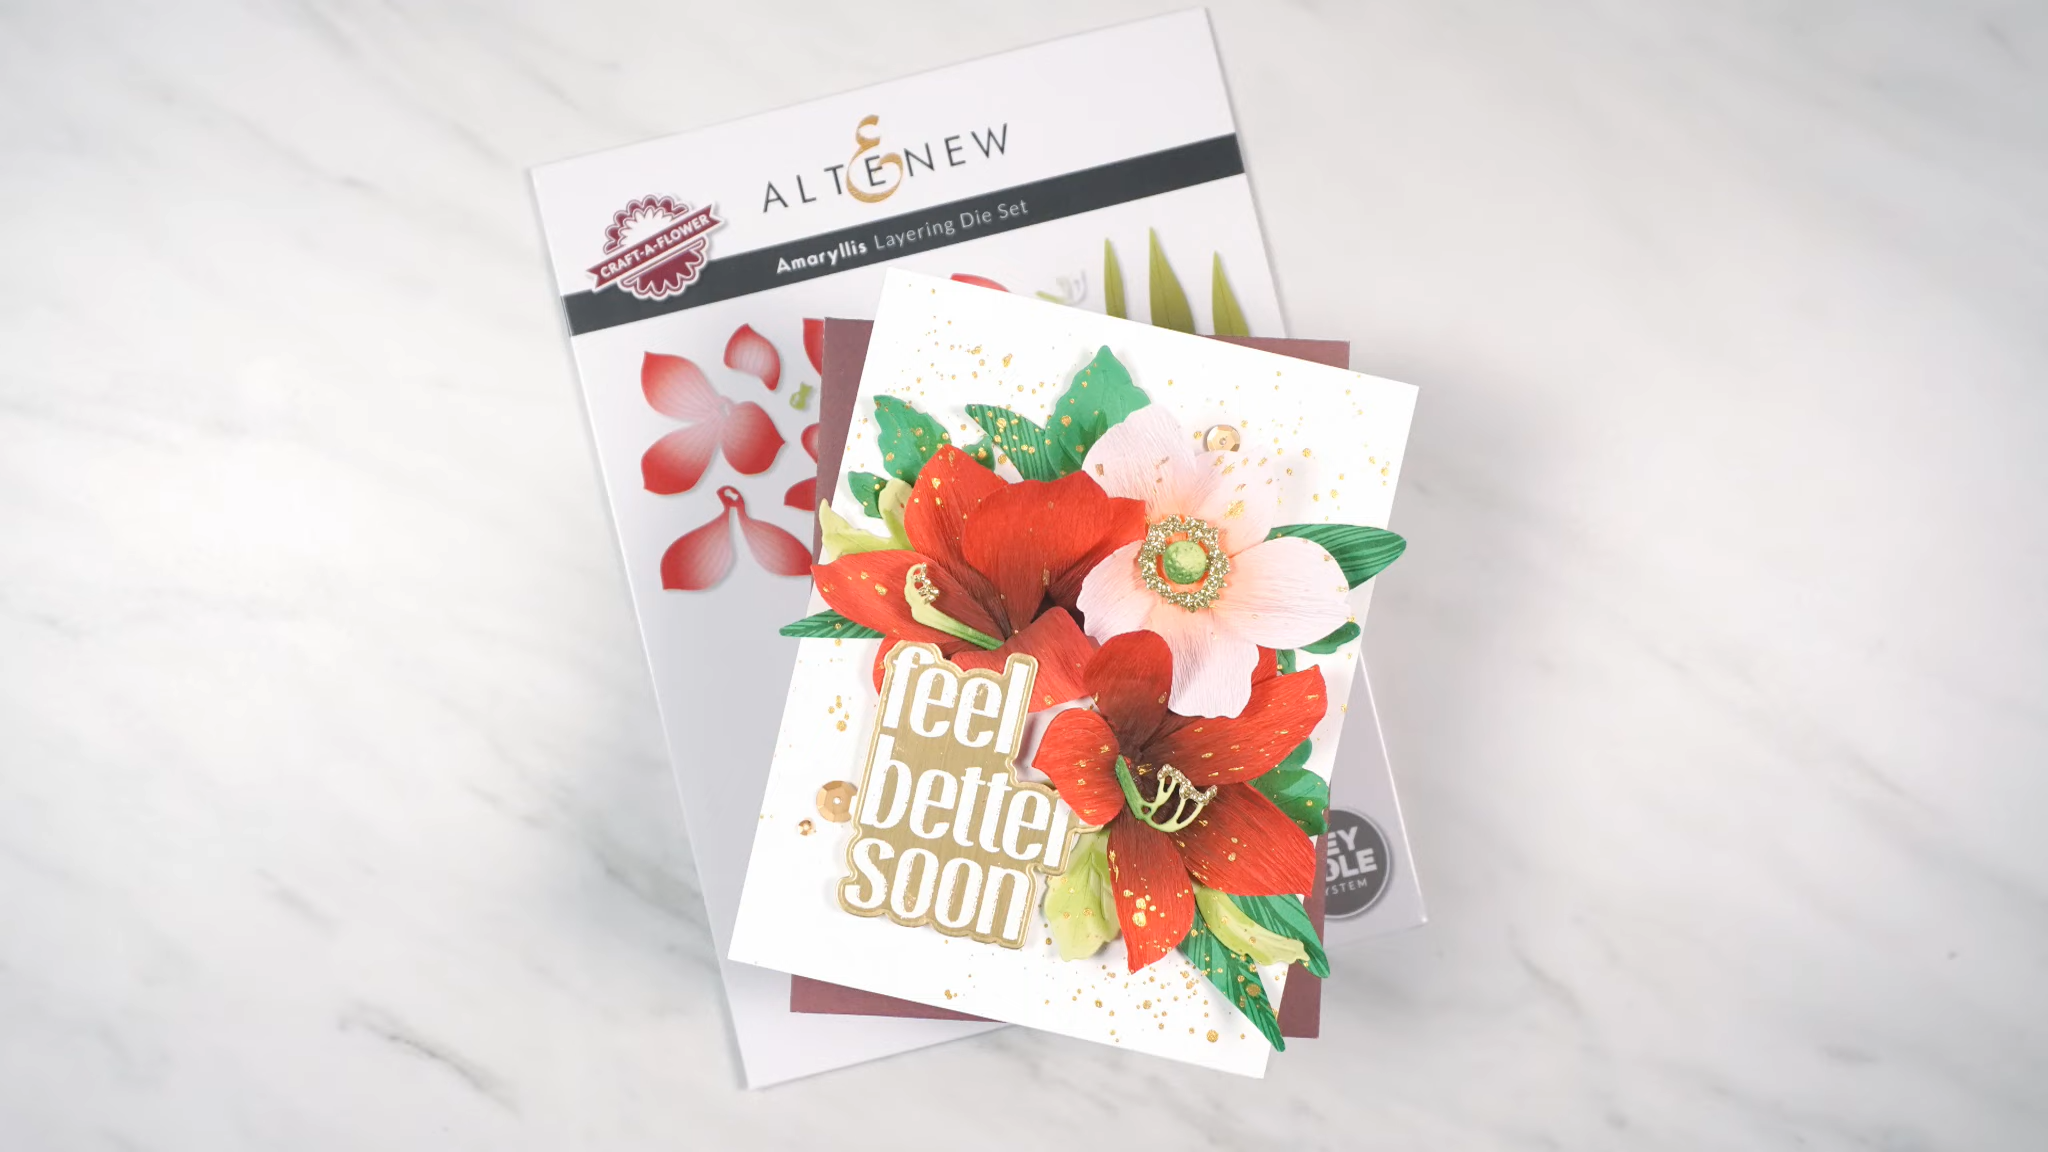 ALTENEW
CRAFT-A-FLOWER
Amaryllis Layering Die Set
feel
better
soon